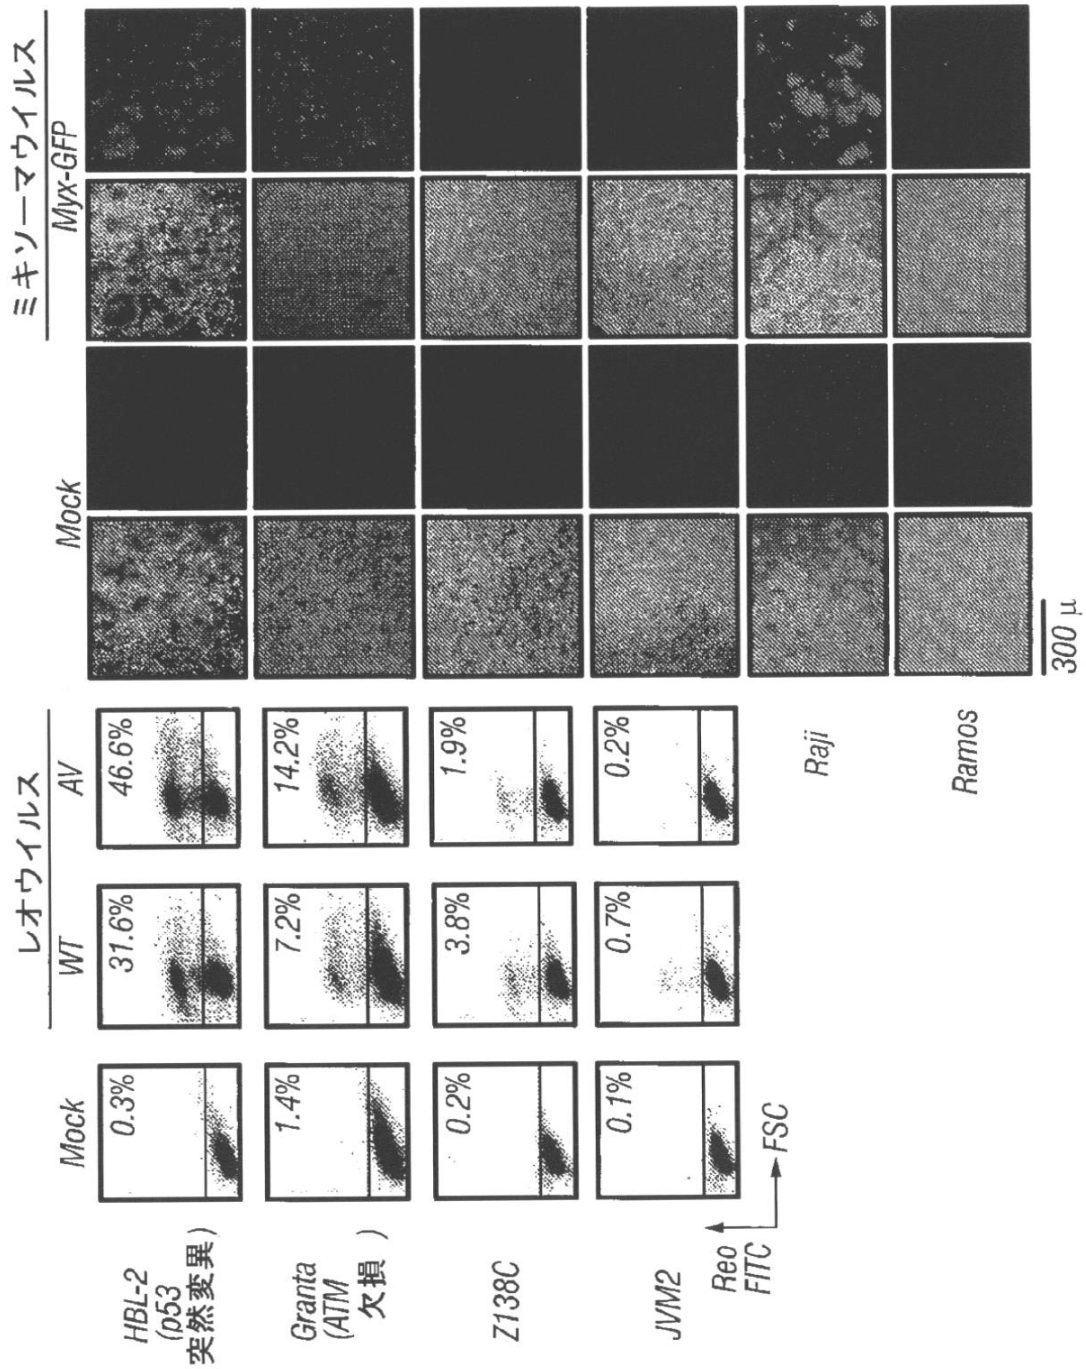 レオウイルス
ミキソーマウイルス
Mock
WT
AV
Mock
Myx-GFP
HBL-2
(p53
突然変異)
0.3%
31.6%
46.6%
Granta
(ATM
欠損)
1.4%
7.2%
14.2%
Z138C
0.2%
3.8%
1.9%
JVM2
0.1%
0.7%
0.2%
Reo
FITC
FSC
Raji
Ramos
300 μ